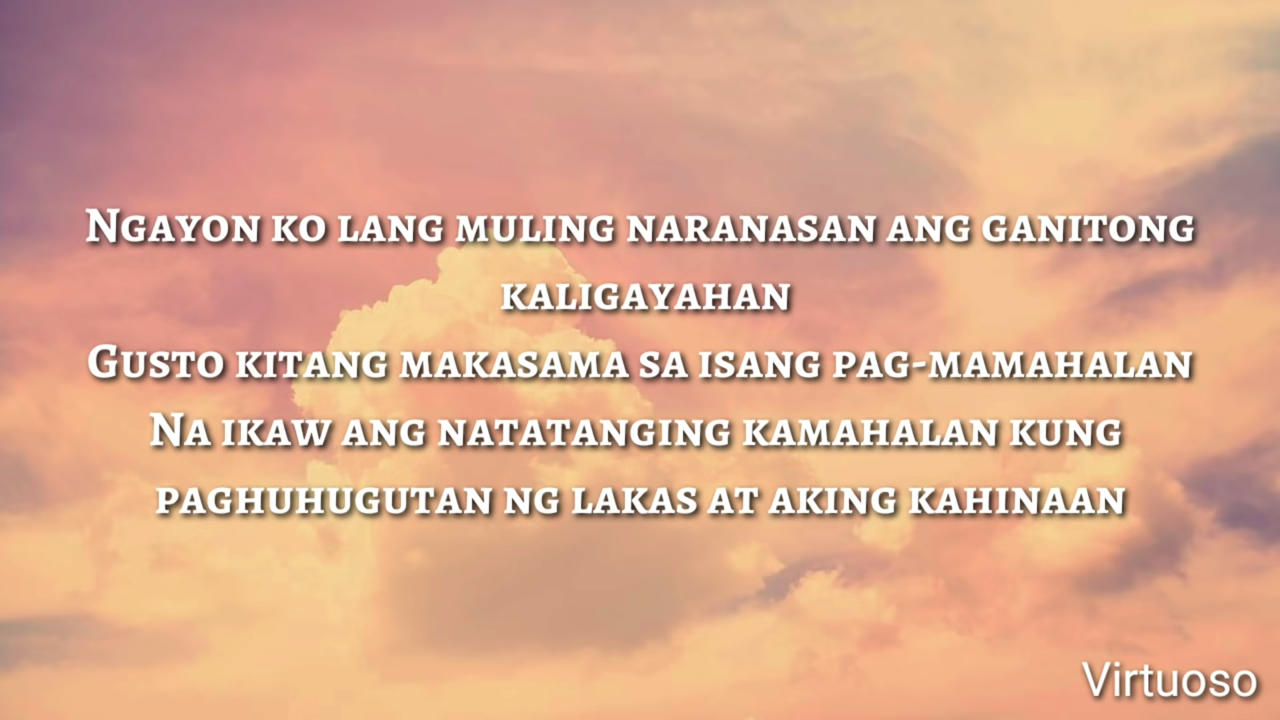 Ngayon ko lang muling naranasan ang ganitong
kaligayahan
Gusto kitang makasama sa isang pag-mamahalan
Na ikaw ang natatanging kamahalan kung
paghuhugutan ng lakas at aking kahinaan
Virtuoso